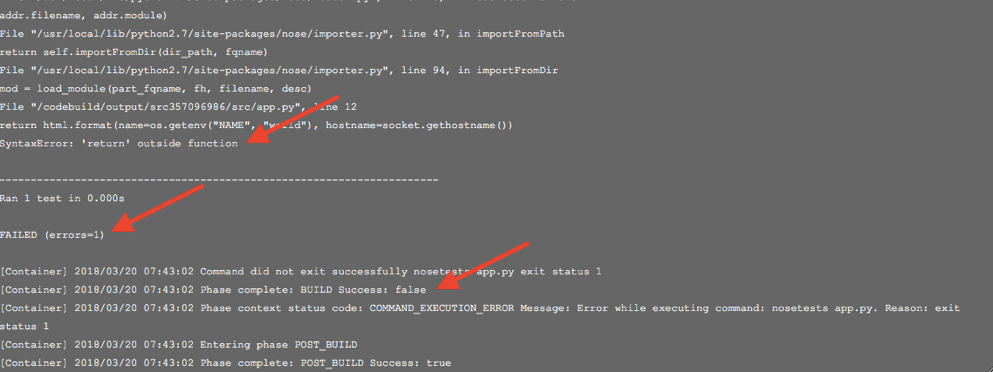 addr.filename, addr.module)
File "/usr/local/lib/python2.7/site-packages/nose/importer.py", line 47, in importFromPath
return self.importFromDir(dir_path, fqname)
File "/usr/local/lib/python2.7/site-packages/nose/importer.py", line 94, in importFromDir
mod = load_module(part_fqname, fh, filename, desc)
File "/codebuild/output/src357096986/src/app.py", line 12
return html.format(name=os.getenv("NAME", "world"), hostname=socket.gethostname())
SyntaxError: 'return' outside function
----------------------------------------------------------------------
Ran 1 test in 0.000s
FAILED (errors=1)
[Container] 2018/03/20 07:43:02 Command did not exit successfully nosetests app.py exit status 1
[Container] 2018/03/20 07:43:02 Phase complete: BUILD Success: false
[Container] 2018/03/20 07:43:02 Phase context status code: COMMAND_EXECUTION_ERROR Message: Error while executing command: nosetests app.py. Reason: exit
status 1
[Container] 2018/03/20 07:43:02 Entering phase POST_BUILD
[Container] 2018/03/20 07:43:02 Phase complete: POST_BUILD Success: true